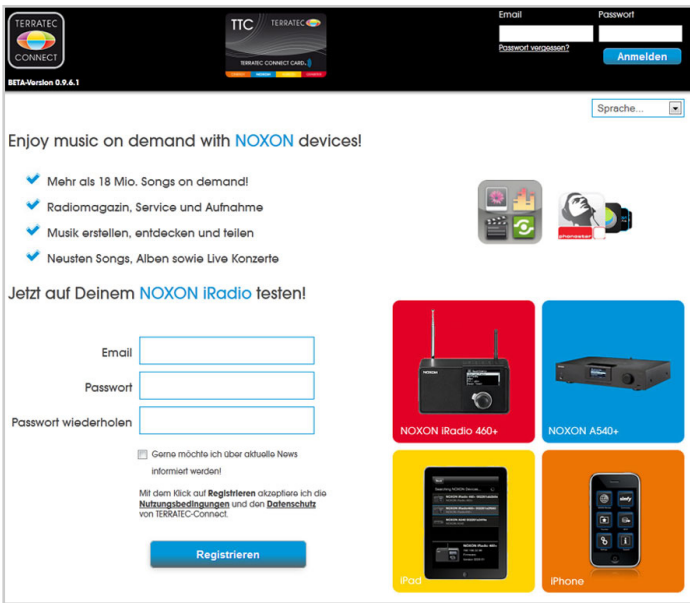 TERRATEC
CONNECT
BETA-Version 0.9.6.1
TTC
TERRATEC
TERRATEC CONNECT CARD.
Email
Passwort
Passwort vergessen?
Anmelden
Sprache...
Enjoy music on demand with NOXON devices!
Mehr als 18 Mio. Songs on demand!
Radiomagazin, Service und Aufnahme
Musik erstellen, entdecken und teilen
Neusten Songs, Alben sowie Live Konzerte
phonostar
Jetzt auf Deinem NOXON iRadio testen!
Email
Passwort
Passwort wiederholen
Gerne möchte ich über aktuelle News
informiert werden!
Mit dem Klick auf Registrieren akzeptiere ich die
Nutzungsbedingungen und den Datenschutz
von TERRATEC-Connect.
Registrieren
NOXON
NOXON iRadio 460+
NOXON A540+
iPad
iPhone